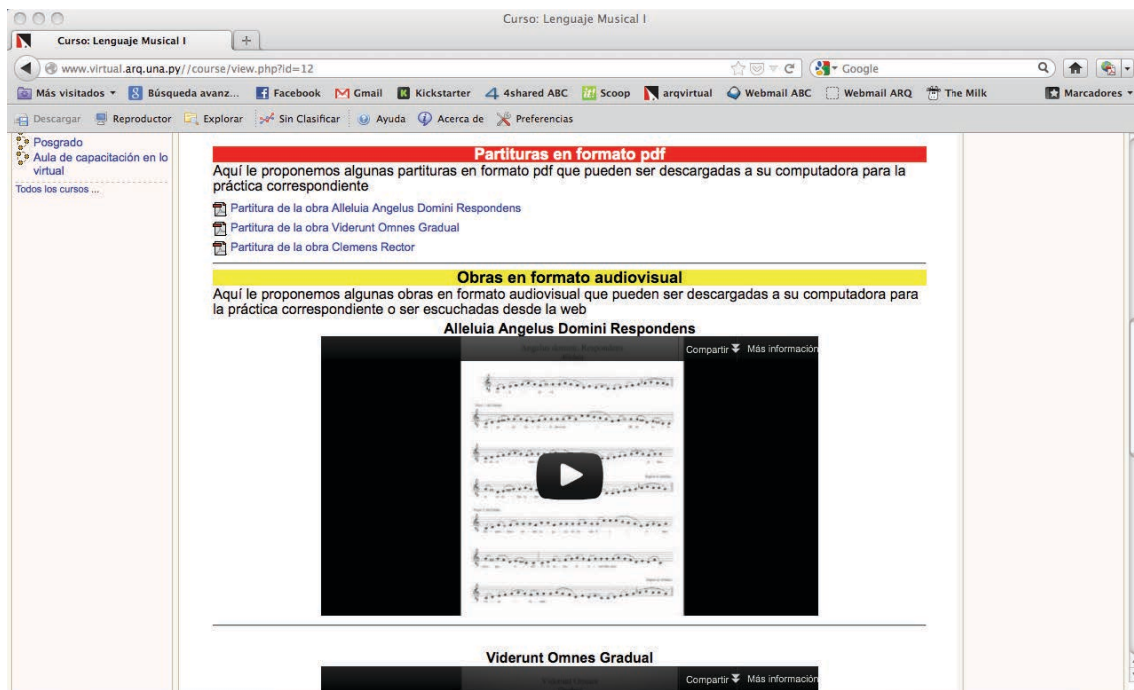 Curso: Lenguaje Musical I
Curso: Lenguaje Musical I
www.virtual.arq.una.py//course/view.php?id=12
Google
Más visitados
Búsqueda avanz...
Facebook
Gmail
Kickstarter
4shared ABC
Scoop
arqvirtual
Webmail ABC
Webmail ARQ
The Milk
Marcadores
Descargar
Reproductor
Explorar
Sin Clasificar
Ayuda
Acerca de
Preferencias
Posgrado
Aula de capacitación en lo
virtual
Todos los cursos ...
Partituras en formato pdf
Aquí le proponemos algunas partituras en formato pdf que pueden ser descargadas a su computadora para la
práctica correspondiente
Partitura de la obra Alleluia Angelus Domini Respondens
Partitura de la obra Viderunt Omnes Gradual
Partitura de la obra Clemens Rector
Obras en formato audiovisual
Aquí le proponemos algunas obras en formato audiovisual que pueden ser descargadas a su computadora para
la práctica correspondiente o ser escuchadas desde la web
Alleluia Angelus Domini Respondens
Compartir
Más información
Viderunt Omnes Gradual
Compartir
Más información